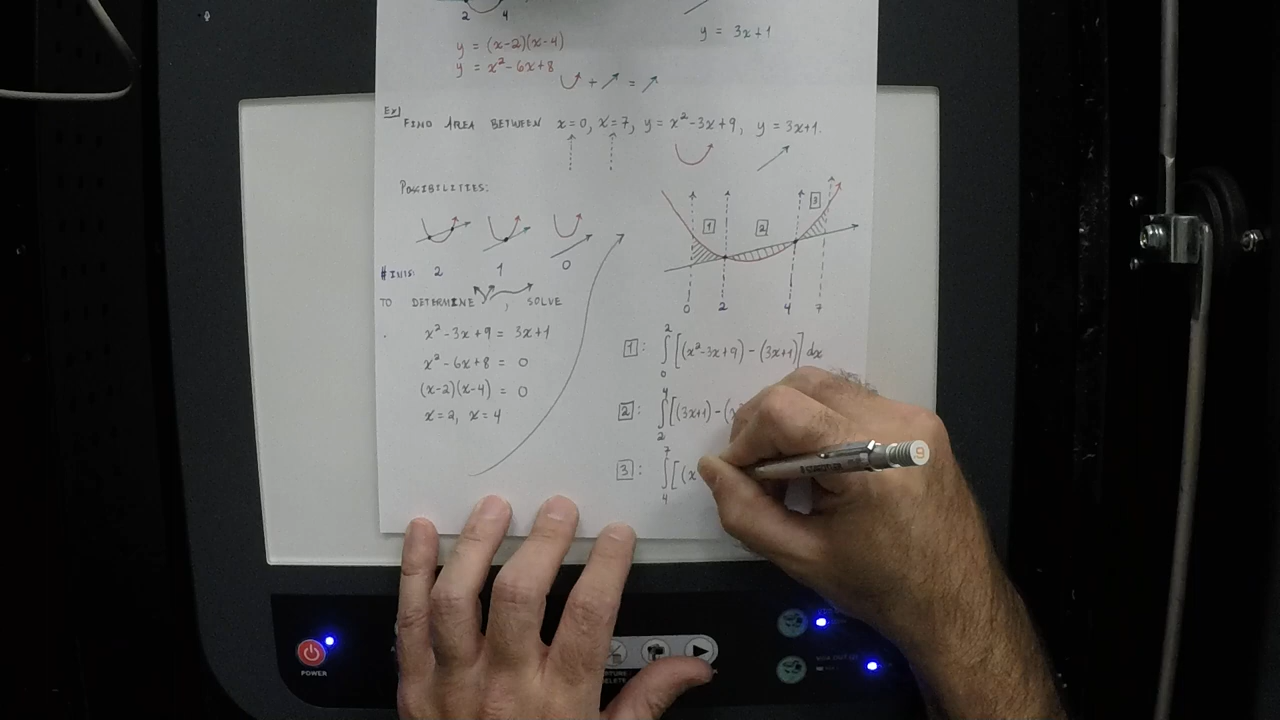 2 4
y = (x-2)(x-4)
y = x²-6x+8
y = 3x+1
+ =
Ex
FIND AREA BETWEEN x=0, x=7, y = x²-3x+9, y = 3x+1.
POSSIBILITIES:
1 2 3
#INTS: 2 1 0
0 2 4 7
TO DETERMINE , SOLVE
x²-3x+9 = 3x+1
x²-6x+8 = 0
(x-2)(x-4) = 0
x=2, x=4
1: ∫₀² [(x²-3x+9) - (3x+1)] dx
2: ∫₂⁴ [(3x+1) - (x²
3: ∫₄⁷ [(x
9
POWER